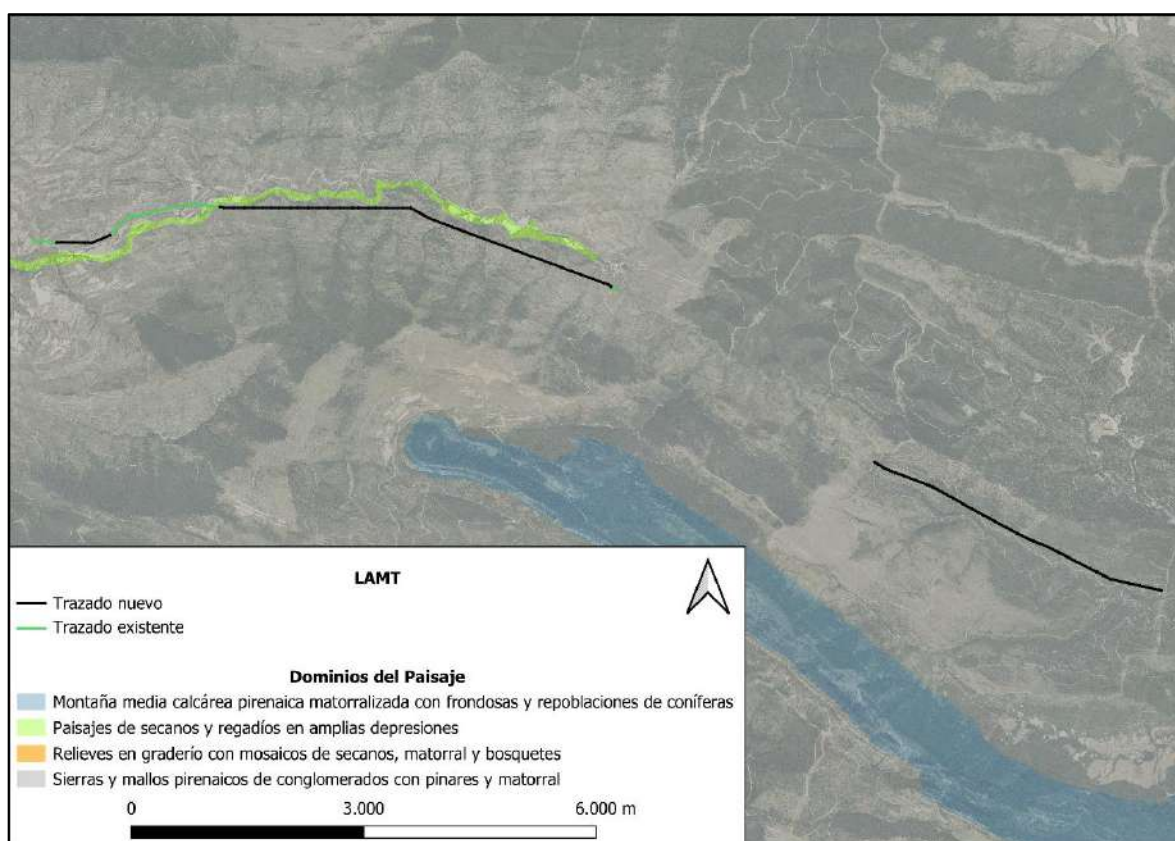 LAMT
Trazado nuevo
Trazado existente
Dominios del Paisaje
Montaña media calcárea pirenaica matorralizada con frondosas y repoblaciones de coníferas
Paisajes de secanos y regadíos en amplias depresiones
Relieves en graderío con mosaicos de secanos, matorral y bosquetes
Sierras y mallos pirenaicos de conglomerados con pinares y matorral
0 3.000 6.000 m